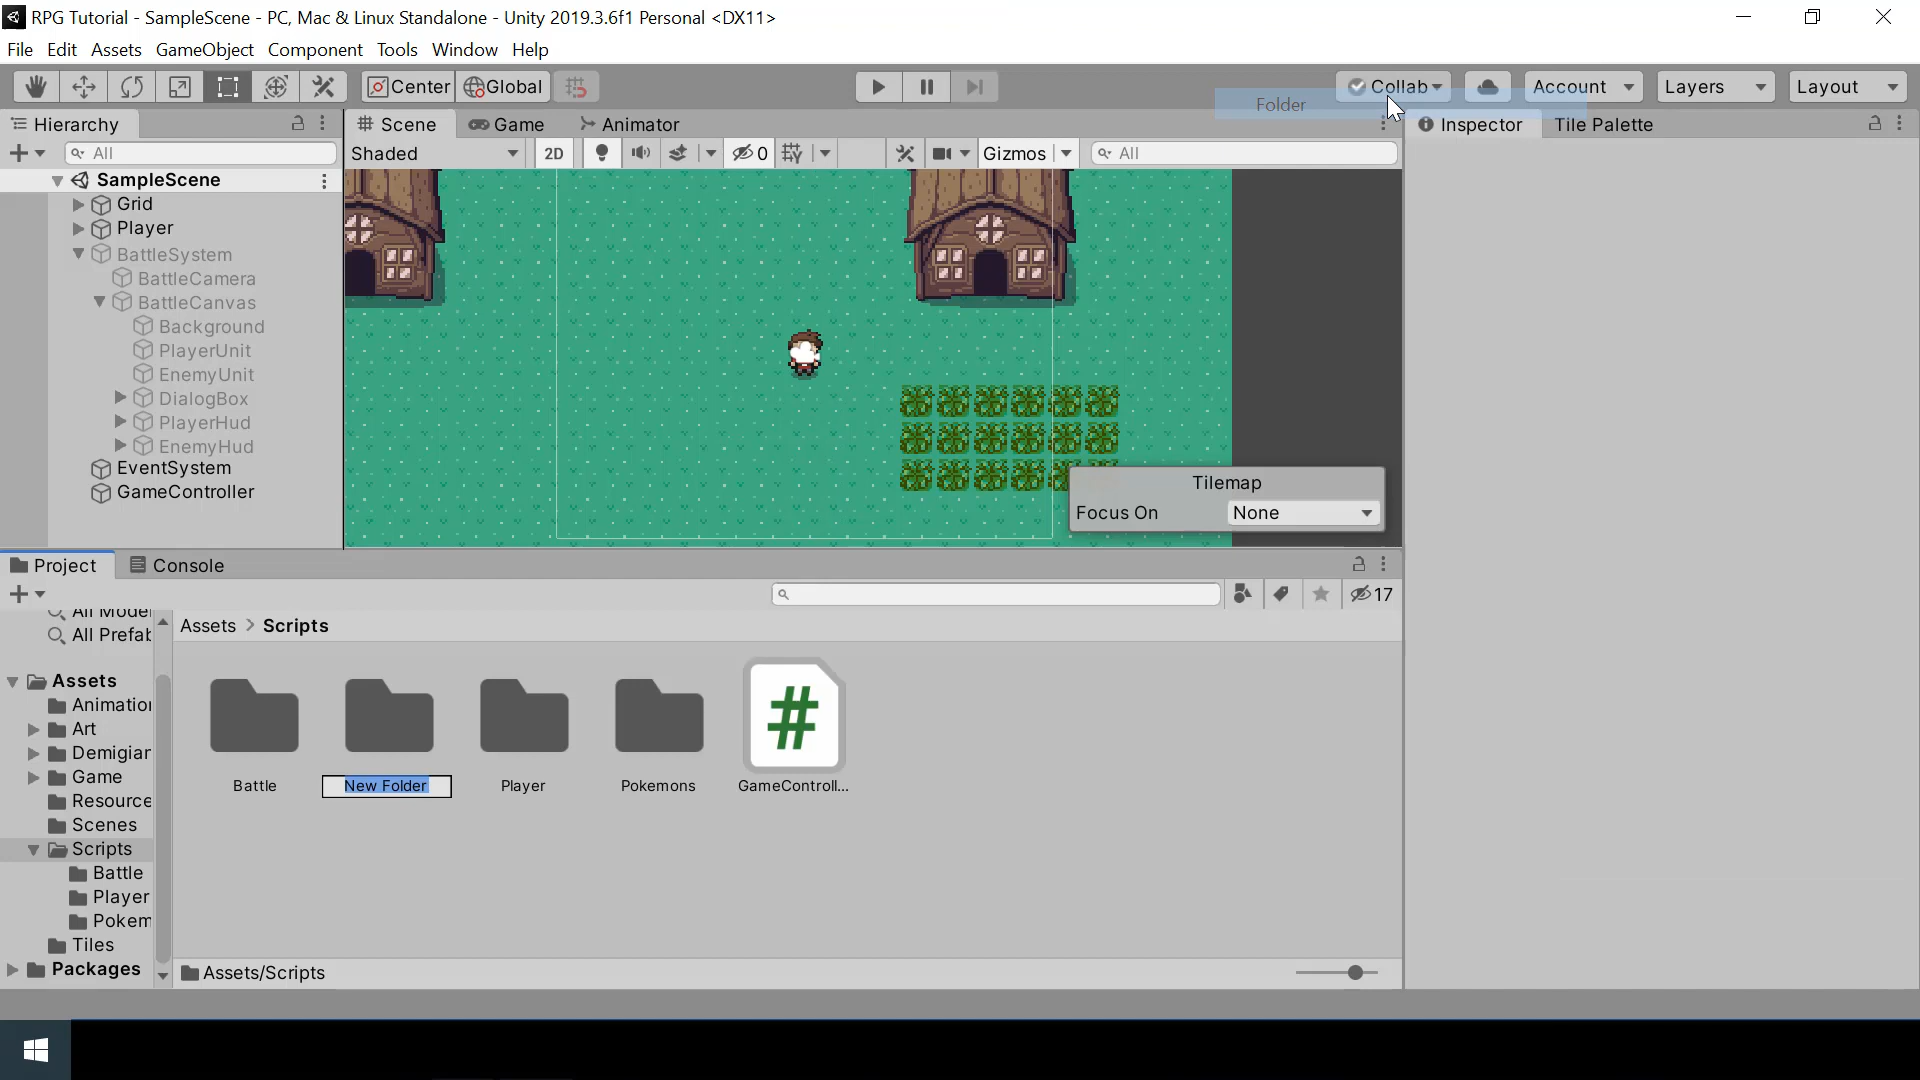 RPG Tutorial - SampleScene - PC, Mac & Linux Standalone - Unity 2019.3.6f1 Personal <DX11>
File Edit Assets GameObject Component Tools Window Help
Center Global Collab Account Layers Layout
Folder
Hierarchy Scene Game Animator Inspector Tile Palette
All Shaded 2D 0 Gizmos All
SampleScene
Grid
Player
BattleSystem
BattleCamera
BattleCanvas
Background
PlayerUnit
EnemyUnit
DialogBox
PlayerHud
EnemyHud
EventSystem
GameController
Tilemap
Focus On None
Project Console
17
All Model
All Prefab
Assets > Scripts
Assets
Animation
Art
Demigian
Game
Resource
Scenes
Scripts
Battle
Player
Pokem
Tiles
Packages
Battle New Folder Player Pokemons GameControll...
Assets/Scripts